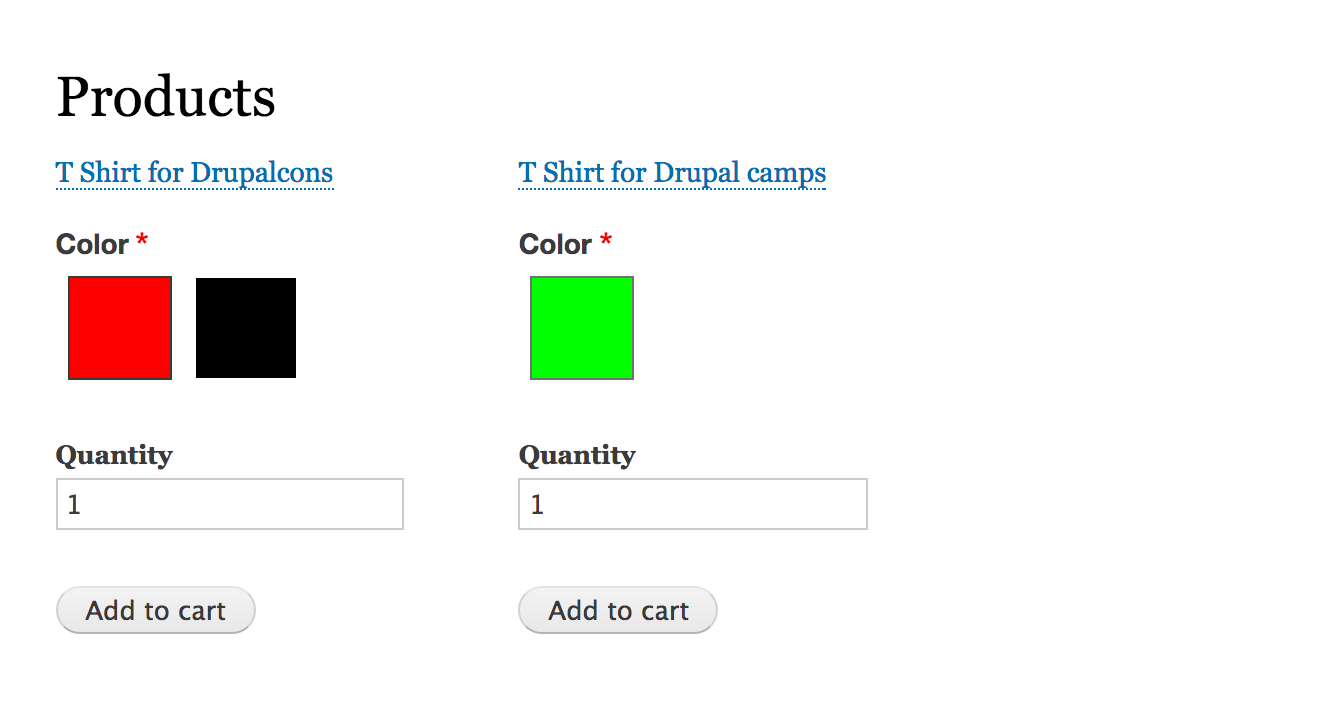 Products
T Shirt for Drupalcons
Color *
Quantity
1
Add to cart
T Shirt for Drupal camps
Color *
Quantity
1
Add to cart